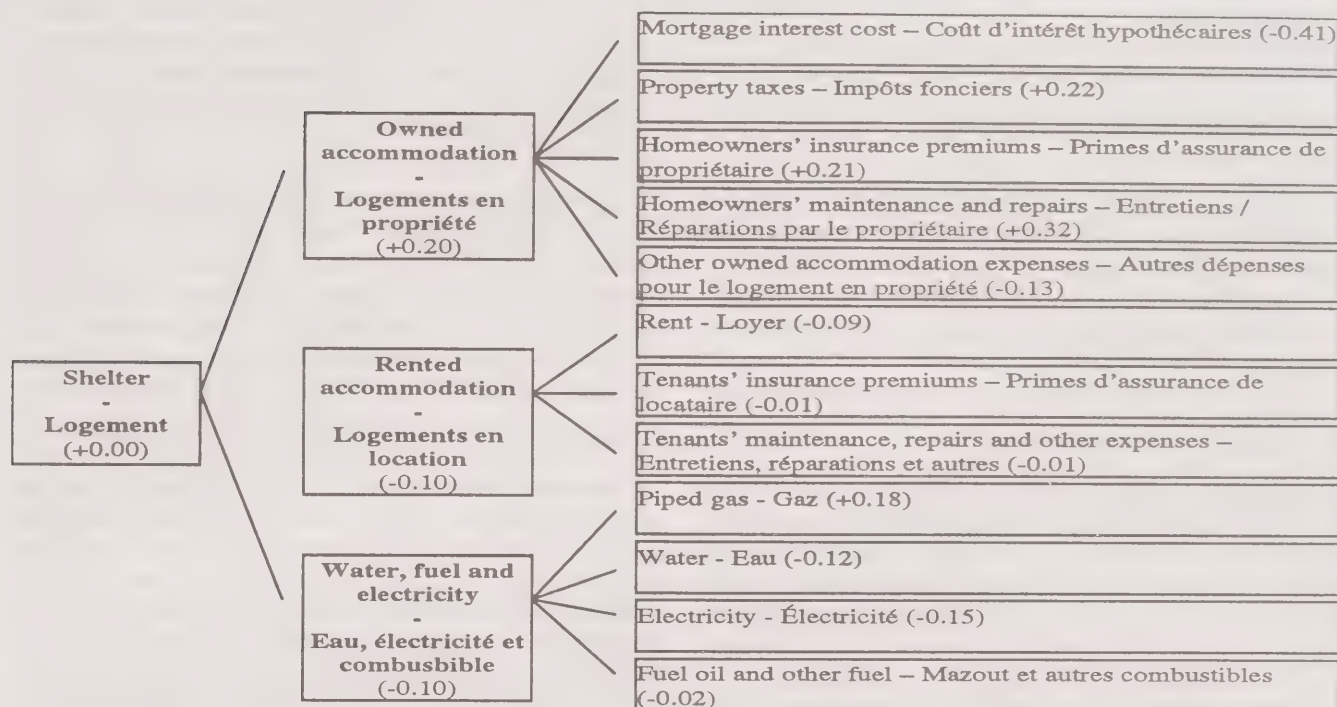 Shelter
-
Logement
(+0.00)
Owned
accommodation
-
Logements en
propriété
(+0.20)
Mortgage interest cost – Coût d'intérêt hypothécaires (-0.41)
Property taxes – Impôts fonciers (+0.22)
Homeowners' insurance premiums – Primes d'assurance de
propriétaire (+0.21)
Homeowners' maintenance and repairs – Entretiens /
Réparations par le propriétaire (+0.32)
Other owned accommodation expenses – Autres dépenses
pour le logement en propriété (-0.13)
Rented
accommodation
-
Logements en
location
(-0.10)
Rent - Loyer (-0.09)
Tenants' insurance premiums – Primes d'assurance de
locataire (-0.01)
Tenants' maintenance, repairs and other expenses –
Entretiens, réparations et autres (-0.01)
Water, fuel and
electricity
-
Eau, électricité et
combusbible
(-0.10)
Piped gas - Gaz (+0.18)
Water - Eau (-0.12)
Electricity - Électricité (-0.15)
Fuel oil and other fuel – Mazout et autres combustibles
(-0.02)